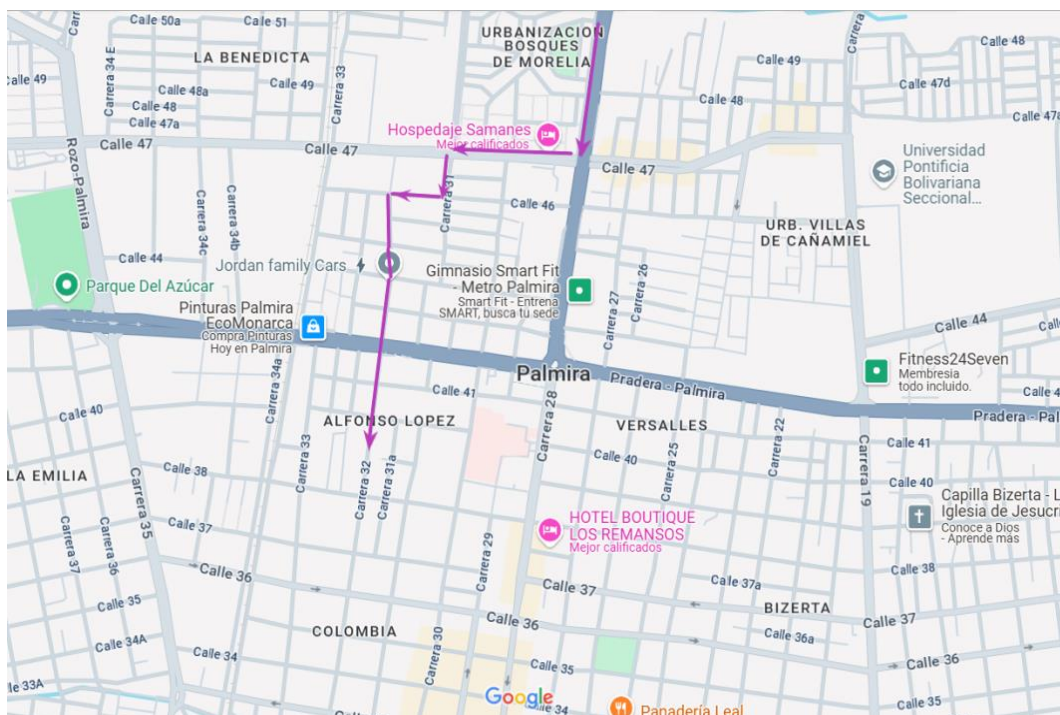 Calle 50a
Calle 51
URBANIZACION
BOSQUES
DE MORELIA
Carrera
Calle 48
LA BENEDICTA
Carrera 34 E
Carrera 33
Calle 49
Calle 49
Calle 49
Calle 48a
Calle 48
Calle 47a
Calle 48
Calle 47d
Calle 47a
Hospedaje Samanes
Mejor calificados
Calle 47
Calle 47
Calle 47
Rozo-Palmira
Universidad
Pontificia
Bolivariana
Seccional...
Carrera 31
Calle 46
Carrera 34c
Carrera 34b
URB. VILLAS
DE CAÑAMIEL
Calle 44
Jordan family Cars
Gimnasio Smart Fit
- Metro Palmira
Smart Fit - Entrena
SMART, busca tu sede
Carrera 26
Carrera 27
Parque Del Azúcar
Pinturas Palmira
EcoMonarca
Compra Pinturas
Hoy en Palmira
Calle 44
Fitness24Seven
Membresia
todo incluido.
Palmira
Pradera - Palmira
Pradera - Pal
Carrera 34a
Calle 41
Calle 40
ALFONSO LOPEZ
Carrera 28
VERSALLES
Carrera 22
Calle 41
Carrera 33
Carrera 32
Carrera 31a
Calle 40
Carrera 25
Carrera 19
Calle 40
LA EMILIA
Calle 38
Carrera 35
Capilla Bizerta - L
Iglesia de Jesucri
Conoce a Dios
- Aprende más
HOTEL BOUTIQUE
LOS REMANSOS
Mejor calificados
Calle 37
Carrera 37
Carrera 36
Carrera 29
Calle 36
Calle 37
Calle 37a
Calle 38
BIZERTA
Calle 37
Calle 35
Calle 34A
COLOMBIA
Carrera 30
Calle 36
Calle 36a
Calle 36
Calle 34
Calle 35
Calle 35
lle 33A
Google
lle 34
Panadería Leal